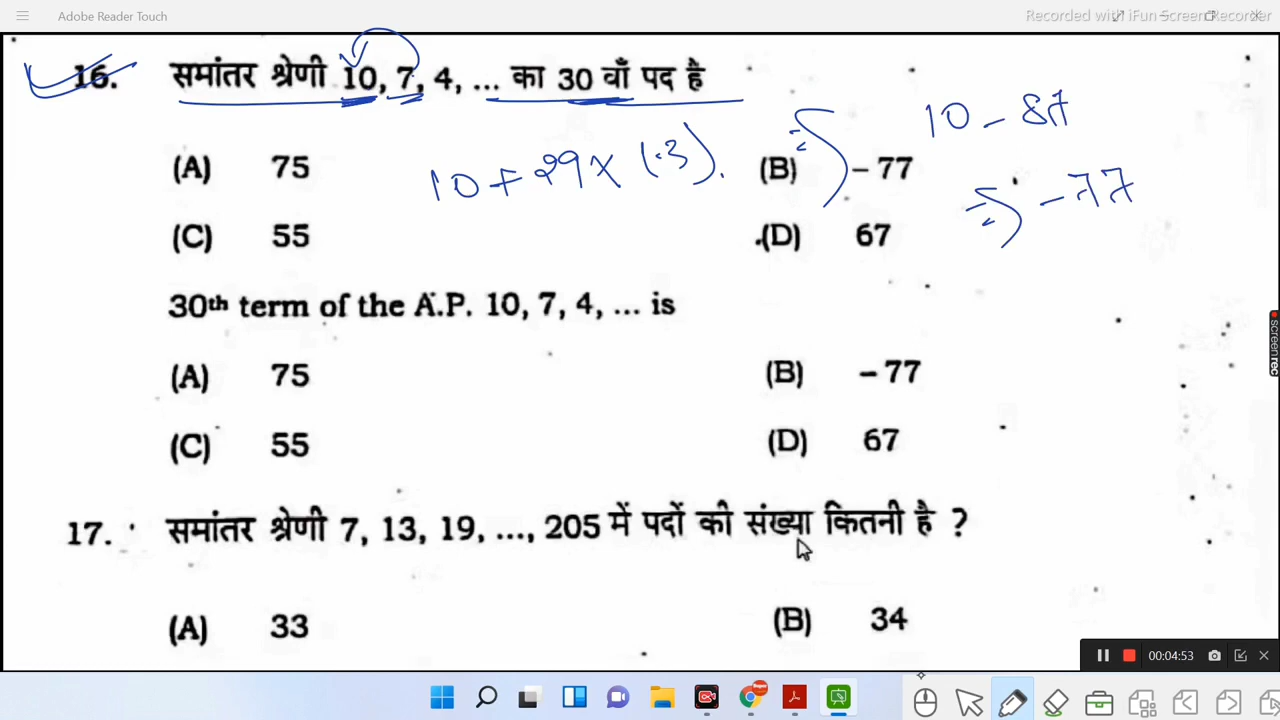 Adobe Reader Touch
Recorded with iFun Screen Recorder
16. समांतर श्रेणी 10, 7, 4, ... का 30 वाँ पद है
10 - 87
(A) 75
10 + 29 x (-3).
(B) - 77
⇒ - 77
(C) 55
(D) 67
30th term of the A.P. 10, 7, 4, ... is
(A) 75
(B) - 77
(C) 55
(D) 67
17. समांतर श्रेणी 7, 13, 19, ..., 205 में पदों की संख्या कितनी है ?
(A) 33
(B) 34
00:04:53
screenrec